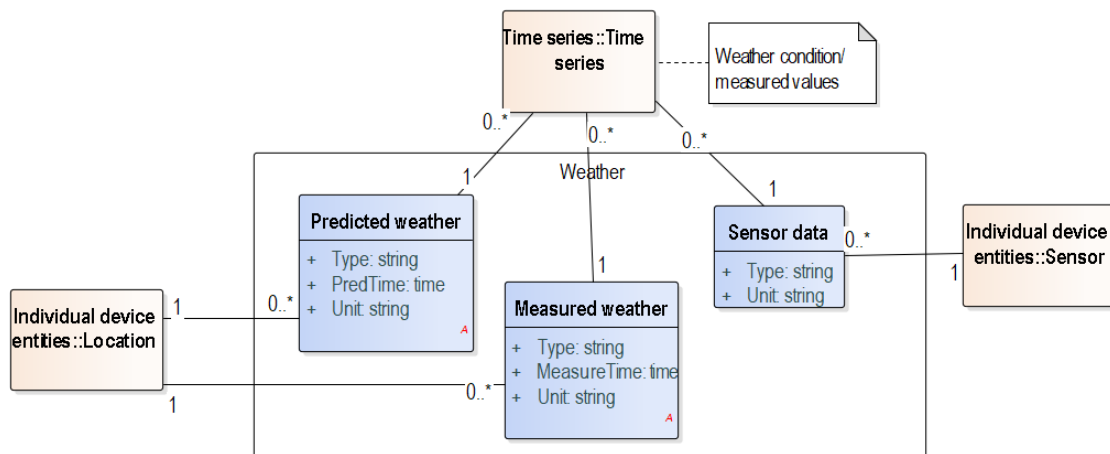 Time series::Time
series
Weather condition/
measured values
0..*
0..*
0..*
Weather
1
1
Predicted weather
+ Type: string
+ PredTime: time
+ Unit: string
A
Sensor data
+ Type: string
+ Unit: string
0..*
1
Individual device
entities::Sensor
1
Measured weather
+ Type: string
+ MeasureTime: time
+ Unit: string
A
Individual device
entities::Location
1
0..*
1
0..*